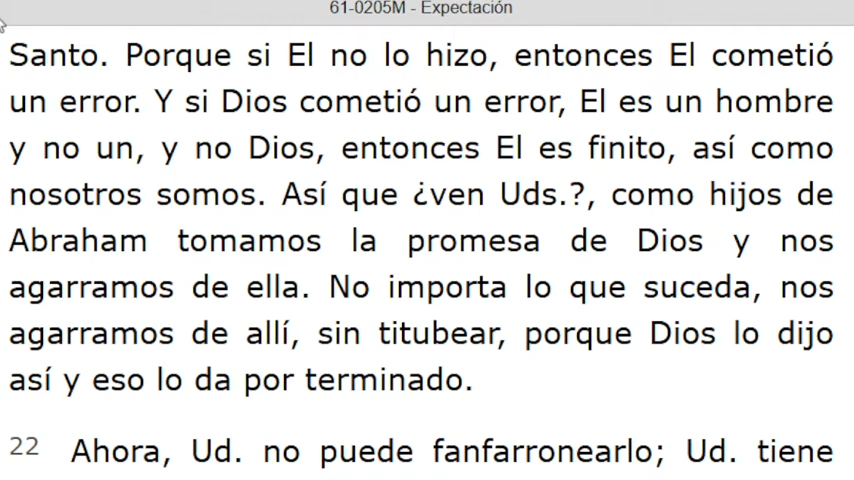 61-0205M - Expectación
Santo. Porque si El no lo hizo, entonces El cometió
un error. Y si Dios cometió un error, El es un hombre
y no un, y no Dios, entonces El es finito, así como
nosotros somos. Así que ¿ven Uds.?, como hijos de
Abraham tomamos la promesa de Dios y nos
agarramos de ella. No importa lo que suceda, nos
agarramos de allí, sin titubear, porque Dios lo dijo
así y eso lo da por terminado.
22 Ahora, Ud. no puede fanfarronearlo; Ud. tiene